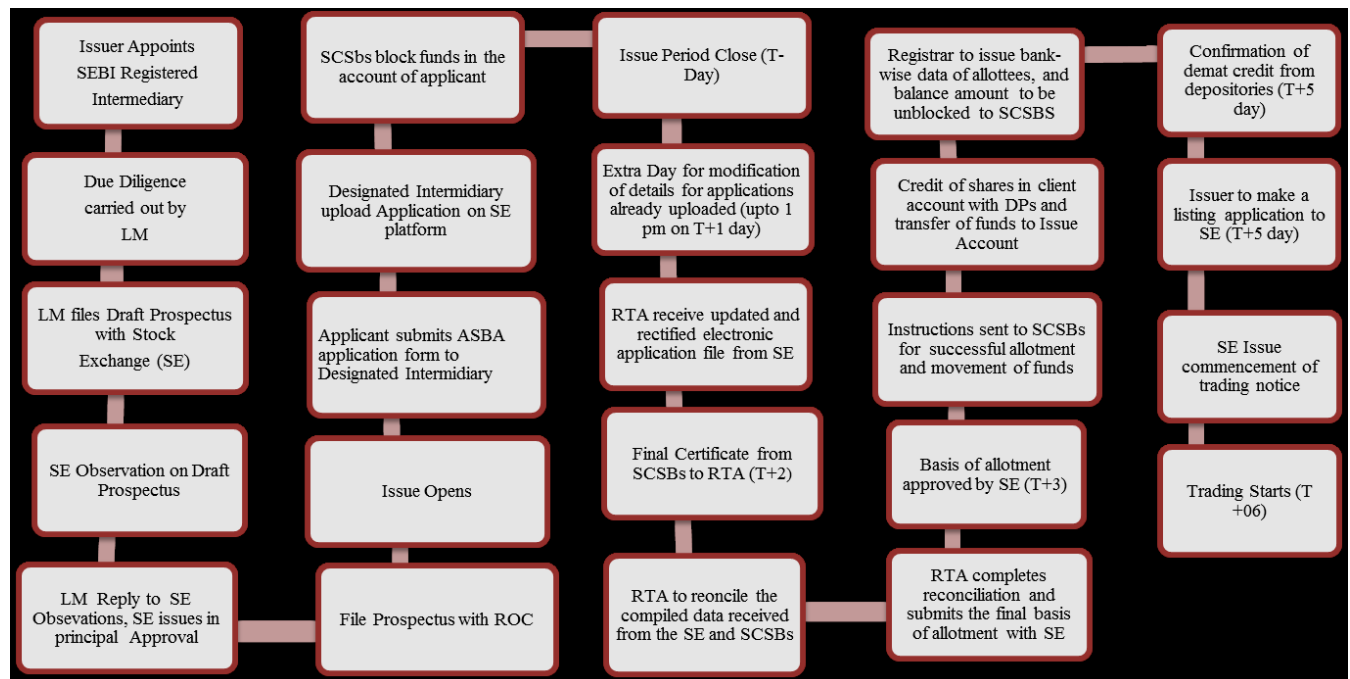 Issuer Appoints
SEBI Registered
Intermediary
Due Diligence
carried out by
LM
LM files Draft Prospectus
with Stock
Exchange (SE)
SE Observation on Draft
Prospectus
LM Reply to SE
Obsevations, SE issues in
principal Approval
File Prospectus with ROC
Issue Opens
Applicant submits ASBA
application form to
Designated Intermidiary
Designated Intermidiary
upload Application on SE
platform
SCSbs block funds in the
account of applicant
Issue Period Close (T-
Day)
Extra Day for modification
of details for applications
already uploaded (upto 1
pm on T+1 day)
RTA receive updated and
rectified electronic
application file from SE
Final Certificate from
SCSBs to RTA (T+2)
RTA to reconcile the
compiled data received
from the SE and SCSBs
RTA completes
reconciliation and
submits the final basis
of allotment with SE
Basis of allotment
approved by SE (T+3)
Instructions sent to SCSBs
for successful allotment
and movement of funds
Credit of shares in client
account with DPs and
transfer of funds to Issue
Account
Registrar to issue bank-
wise data of allottees, and
balance amount to be
unblocked to SCSBS
Confirmation of
demat credit from
depositories (T+5
day)
Issuer to make a
listing application to
SE (T+5 day)
SE Issue
commencement of
trading notice
Trading Starts (T
+06)